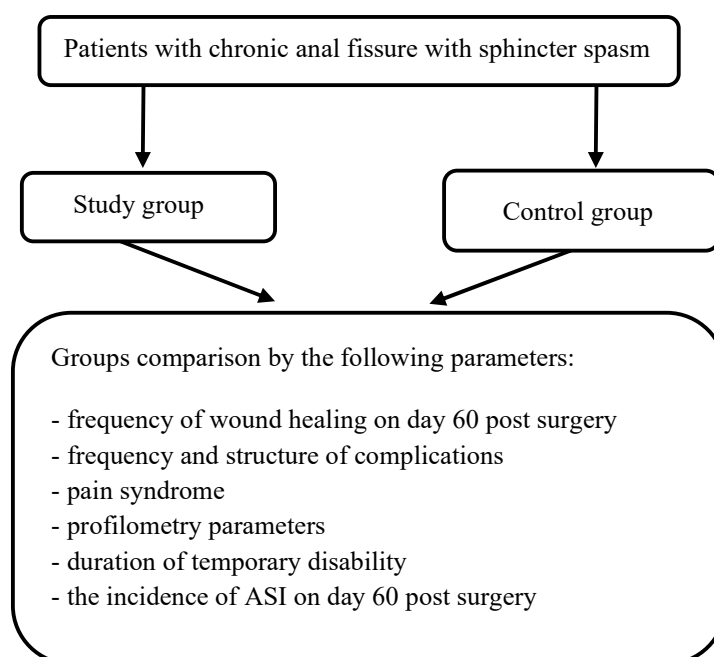 Patients with chronic anal fissure with sphincter spasm
Study group
Control group
Groups comparison by the following parameters:
- frequency of wound healing on day 60 post surgery
- frequency and structure of complications
- pain syndrome
- profilometry parameters
- duration of temporary disability
- the incidence of ASI on day 60 post surgery